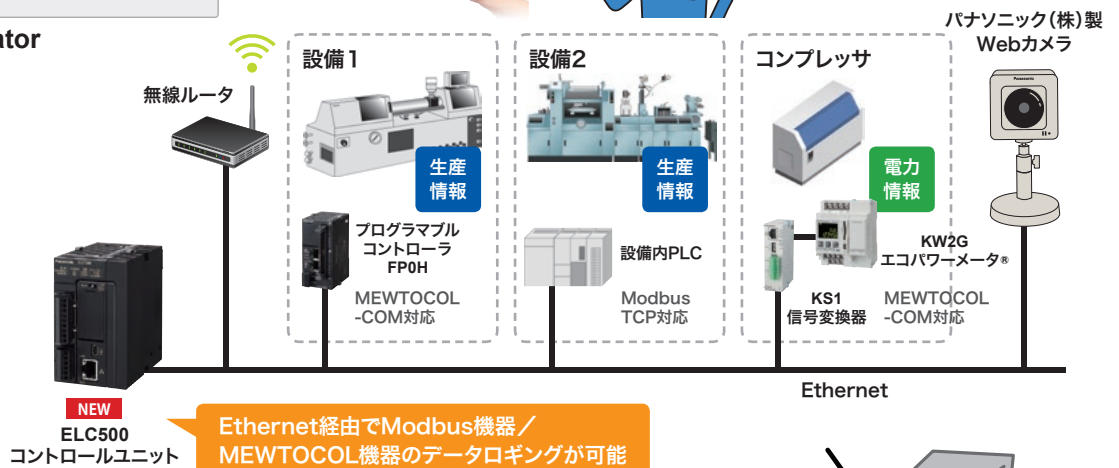 ator
パナソニック(株)製
Webカメラ
設備1
設備2
コンプレッサ
無線ルータ
Panasonic
生産
情報
生産
情報
電力
情報
プログラマブル
コントローラ
FP0H
設備内PLC
KW2G
エコパワーメータ®
MEWTOCOL
-COM対応
Modbus
TCP対応
KS1
信号変換器
MEWTOCOL
-COM対応
Ethernet
NEW
ELC500
コントロールユニット
Ethernet経由でModbus機器／
MEWTOCOL機器のデータロギングが可能